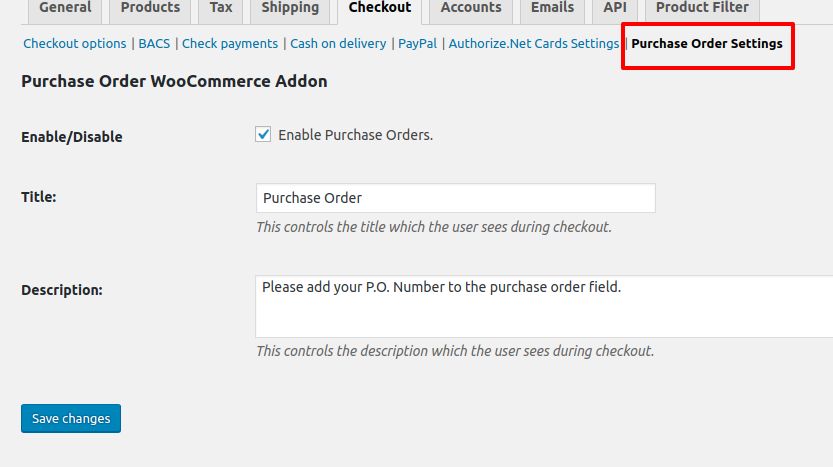 General Products Tax Shipping Checkout Accounts Emails API Product Filter
Checkout options | BACS | Check payments | Cash on delivery | PayPal | Authorize.Net Cards Settings | Purchase Order Settings
Purchase Order WooCommerce Addon
Enable/Disable Enable Purchase Orders.
Title: Purchase Order
This controls the title which the user sees during checkout.
Description: Please add your P.O. Number to the purchase order field.
This controls the description which the user sees during checkout.
Save changes